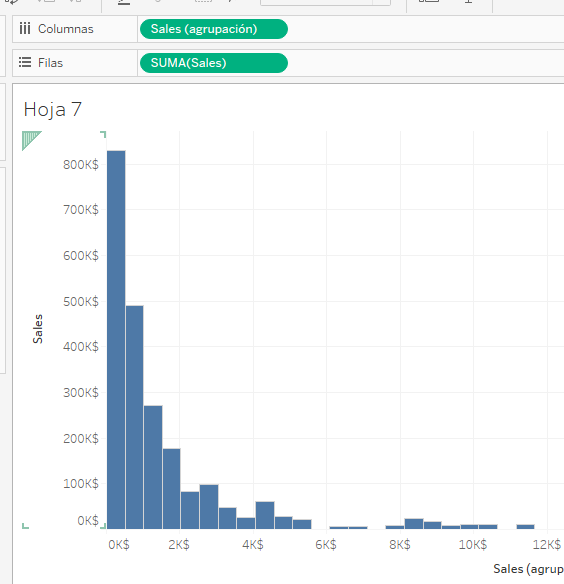 Columnas
Sales (agrupación)
Filas
SUMA(Sales)
Hoja 7
800K$
700K$
600K$
500K$
400K$
300K$
200K$
100K$
0K$
Sales
0K$ 2K$ 4K$ 6K$ 8K$ 10K$ 12K$
Sales (agrup